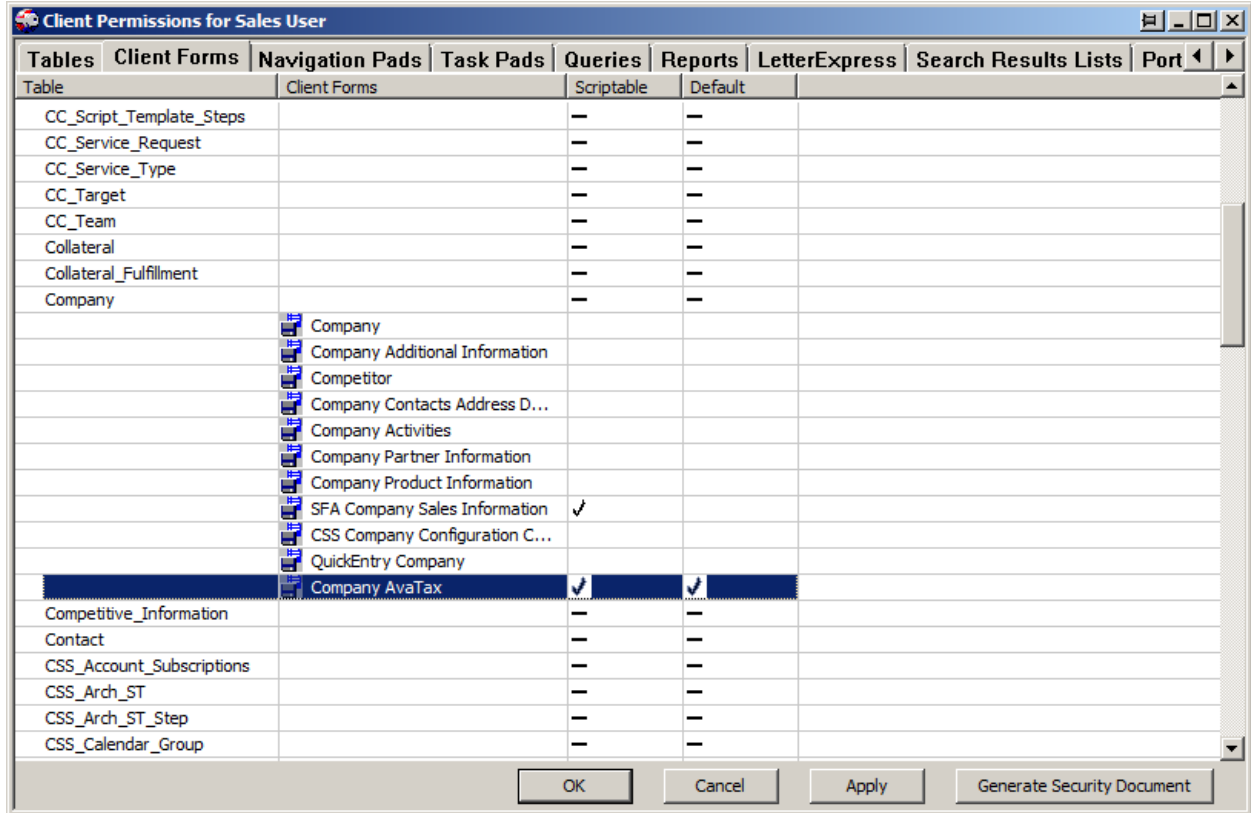 Client Permissions for Sales User
Tables Client Forms Navigation Pads Task Pads Queries Reports LetterExpress Search Results Lists Port
Table Client Forms Scriptable Default
CC_Script_Template_Steps
CC_Service_Request
CC_Service_Type
CC_Target
CC_Team
Collateral
Collateral_Fulfillment
Company
Company
Company Additional Information
Competitor
Company Contacts Address D...
Company Activities
Company Partner Information
Company Product Information
SFA Company Sales Information
CSS Company Configuration C...
QuickEntry Company
Company AvaTax
Competitive_Information
Contact
CSS_Account_Subscriptions
CSS_Arch_ST
CSS_Arch_ST_Step
CSS_Calendar_Group
OK Cancel Apply Generate Security Document